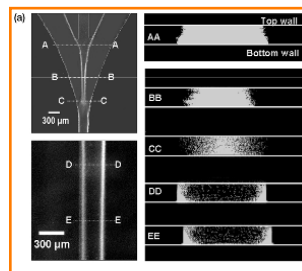 (a)
A A
B B
C C
300 µm
D D
E E
300 µm
Top wall
AA
Bottom wall
BB
CC
DD
EE